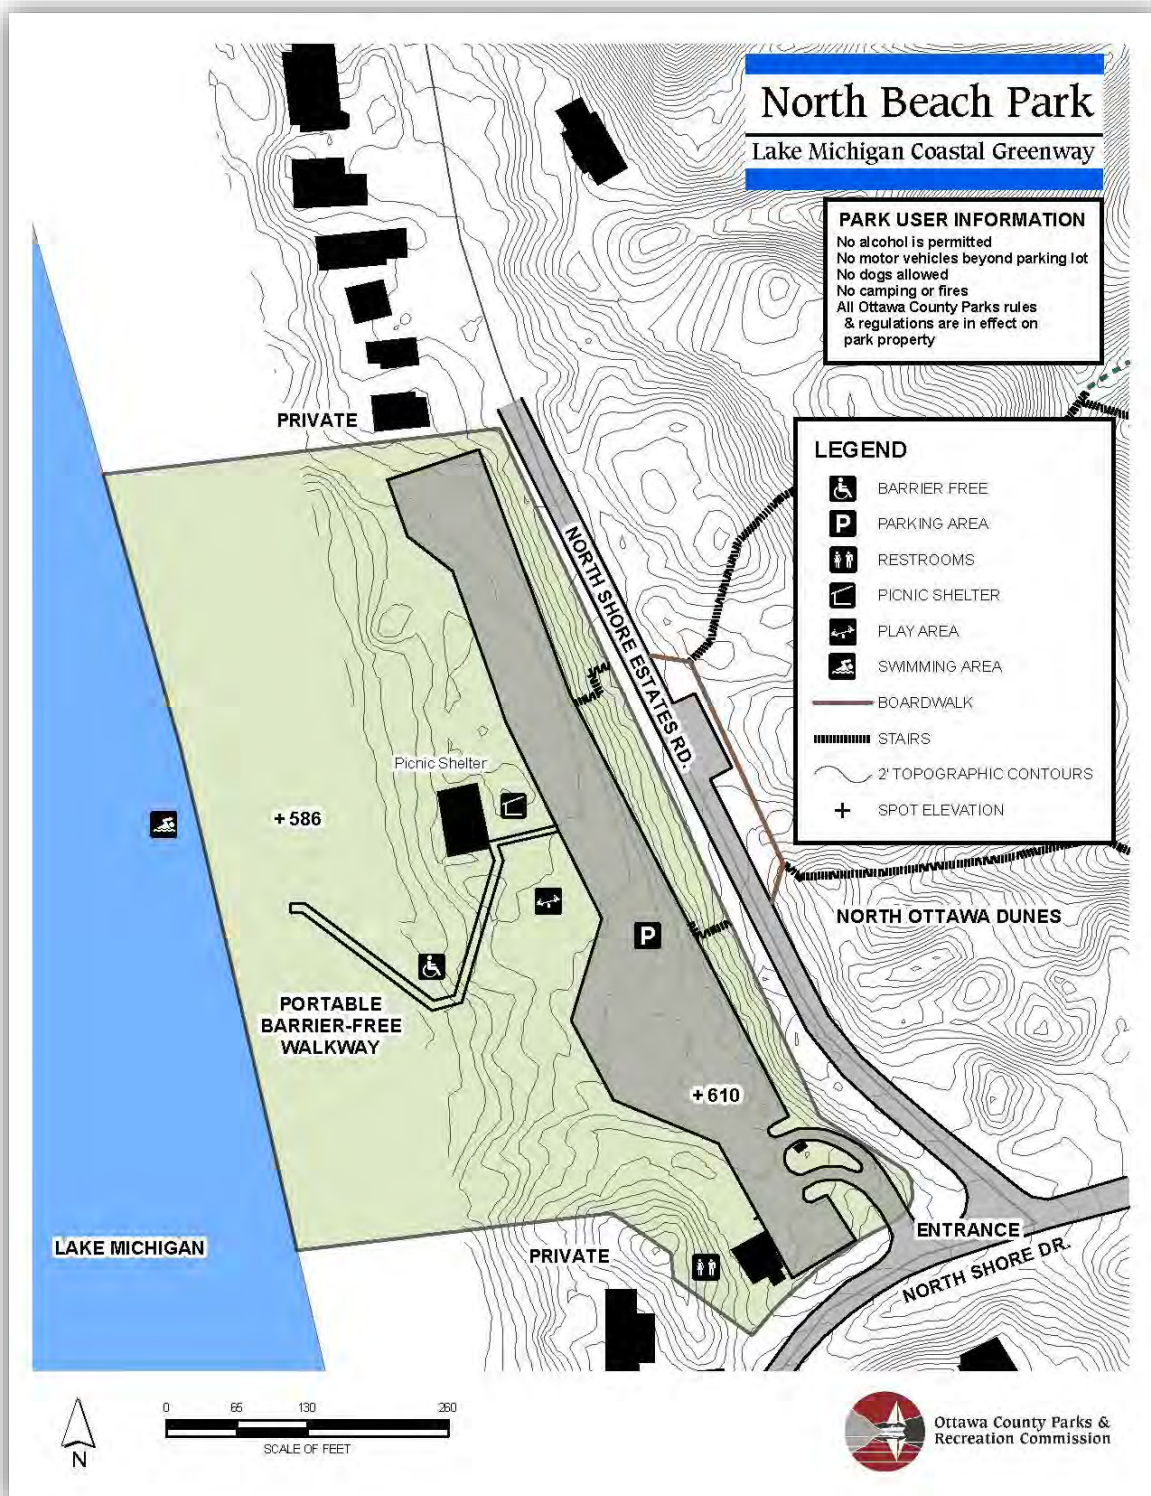 North Beach Park
Lake Michigan Coastal Greenway
PARK USER INFORMATION
No alcohol is permitted
No motor vehicles beyond parking lot
No dogs allowed
No camping or fires
All Ottawa County Parks rules
& regulations are in effect on
park property
PRIVATE
LEGEND
BARRIER FREE
P
PARKING AREA
RESTROOMS
PICNIC SHELTER
PLAY AREA
SWIMMING AREA
BOARDWALK
STAIRS
2' TOPOGRAPHIC CONTOURS
+ SPOT ELEVATION
NORTH SHORE ESTATES RD.
Picnic Shelter
+ 586
NORTH OTTAWA DUNES
P
PORTABLE
BARRIER-FREE
WALKWAY
+ 610
ENTRANCE
LAKE MICHIGAN
PRIVATE
NORTH SHORE DR.
0 65 130 260
SCALE OF FEET
N
Ottawa County Parks &
Recreation Commission